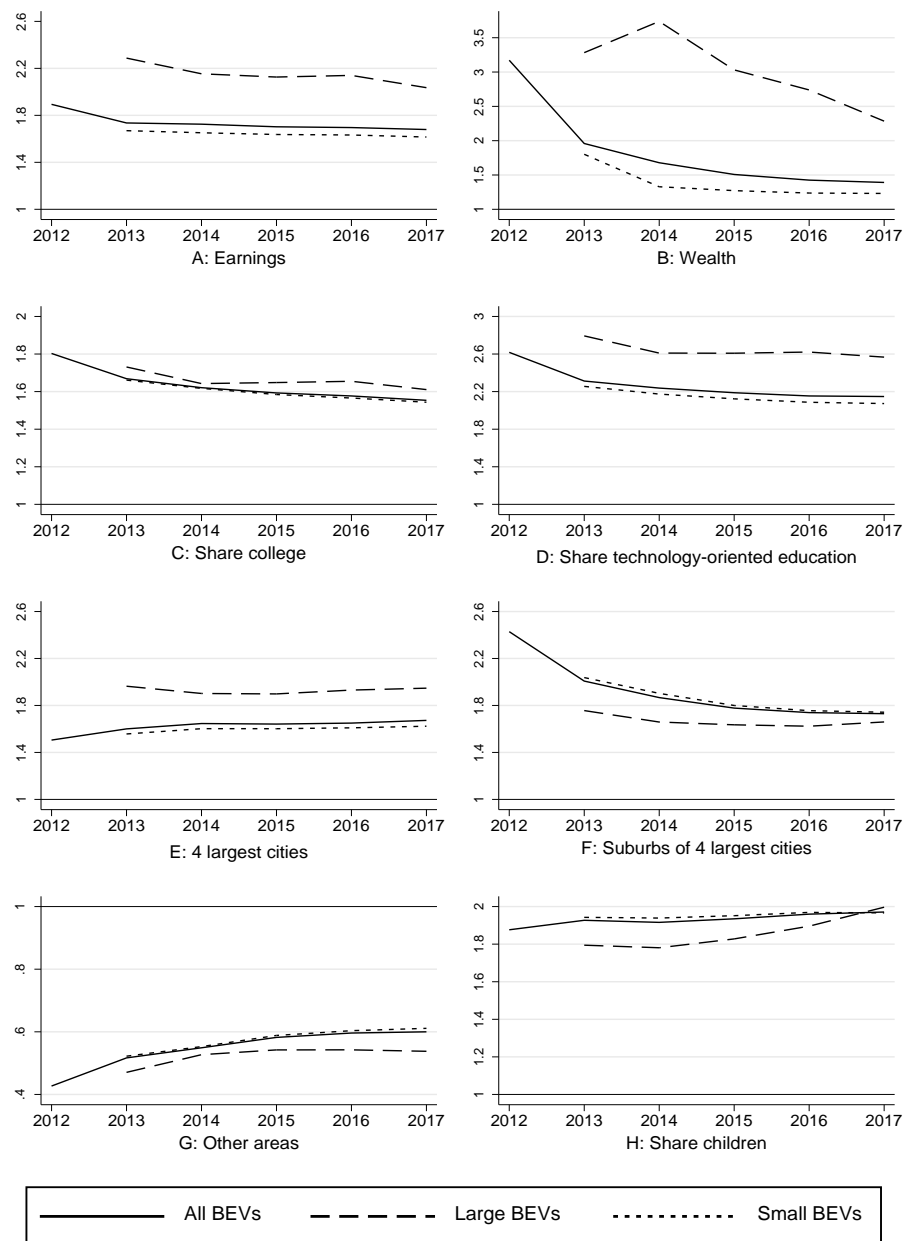 2.6
2.2
1.8
1.4
1
2012 2013 2014 2015 2016 2017
A: Earnings
3.5
3
2.5
2
1.5
1
2012 2013 2014 2015 2016 2017
B: Wealth
2
1.8
1.6
1.4
1.2
1
2012 2013 2014 2015 2016 2017
C: Share college
3
2.6
2.2
1.8
1.4
1
2012 2013 2014 2015 2016 2017
D: Share technology-oriented education
2.6
2.2
1.8
1.4
1
2012 2013 2014 2015 2016 2017
E: 4 largest cities
2.6
2.2
1.8
1.4
1
2012 2013 2014 2015 2016 2017
F: Suburbs of 4 largest cities
1
.8
.6
.4
2012 2013 2014 2015 2016 2017
G: Other areas
2
1.8
1.6
1.4
1.2
1
2012 2013 2014 2015 2016 2017
H: Share children
All BEVs Large BEVs Small BEVs